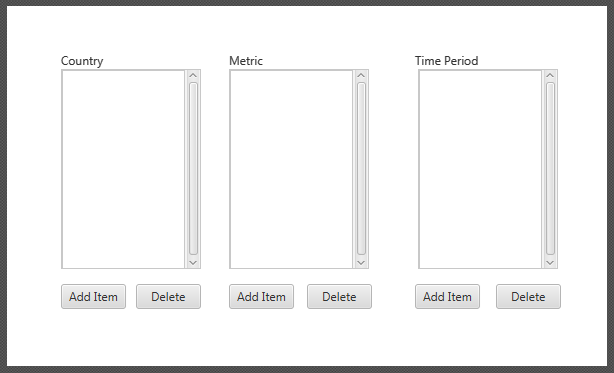 Country
Metric
Time Period
Add Item
Delete
Add Item
Delete
Add Item
Delete